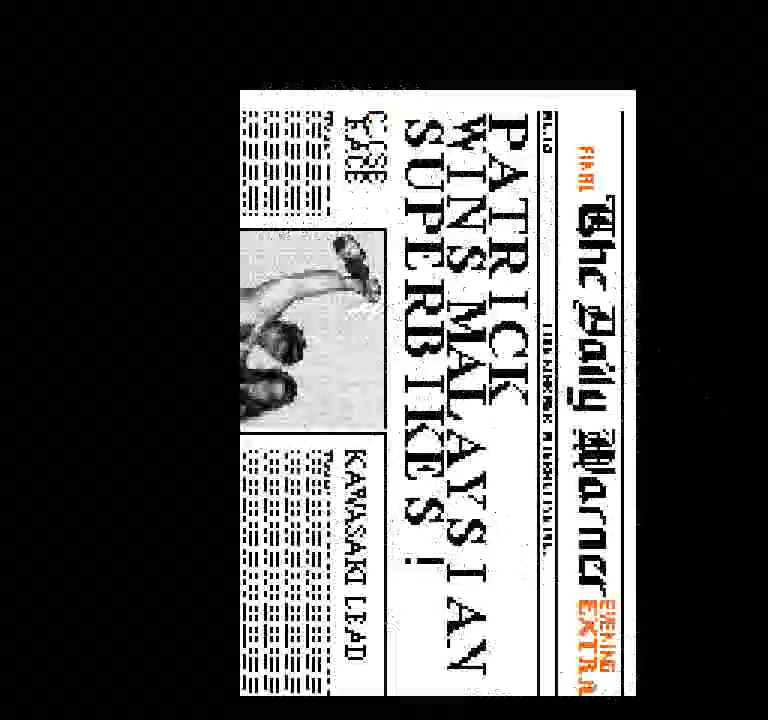 FINAL
The Daily Warner
EVENING
EXTRA
PATRICK
WINS MALAYSIAN
SUPERBIKES!
CLOSE
RACE
KAWASAKI LEAD